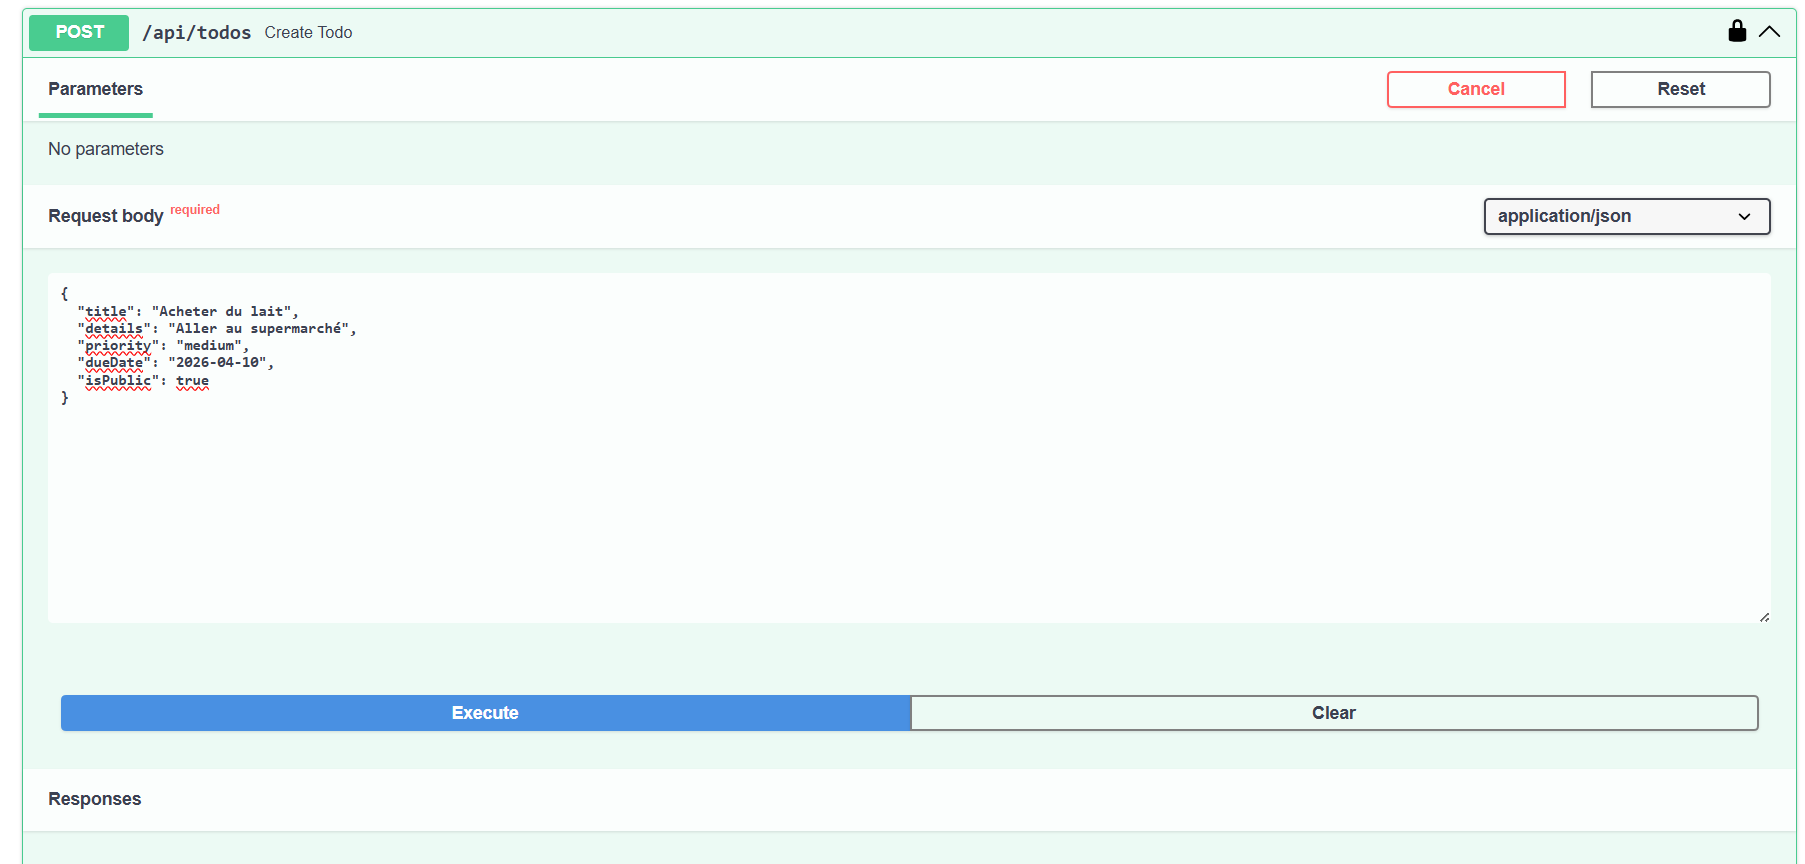 POST /api/todos Create Todo
Parameters
Cancel
Reset
No parameters
Request body required
application/json
{
  "title": "Acheter du lait",
  "details": "Aller au supermarché",
  "priority": "medium",
  "dueDate": "2026-04-10",
  "isPublic": true
}
Execute
Clear
Responses